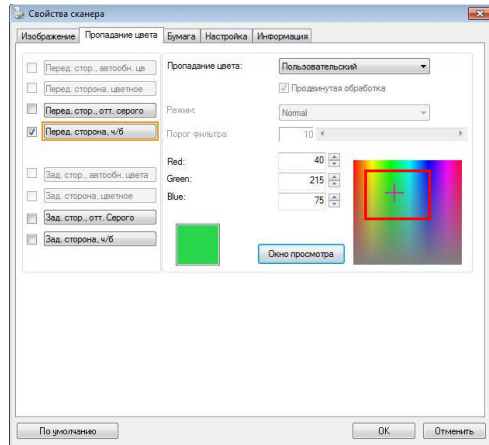 Свойства сканера
Изображение Пропадание цвета Бумага Настройка Информация
Перед. стор., автообн. цв
Перед. сторона, цветное
Перед. стор., отт. серого
Перед. сторона, ч/б
Зад. стор., автообн. цвета
Зад. сторона, цветное
Зад. стор., отт. Серого
Зад. сторона, ч/б
Пропадание цвета: Пользовательский
Продвинутая обработка
Режим: Normal
Порог фильтра: 10
Red: 40
Green: 215
Blue: 75
Окно просмотра
По умолчанию OK Отменить